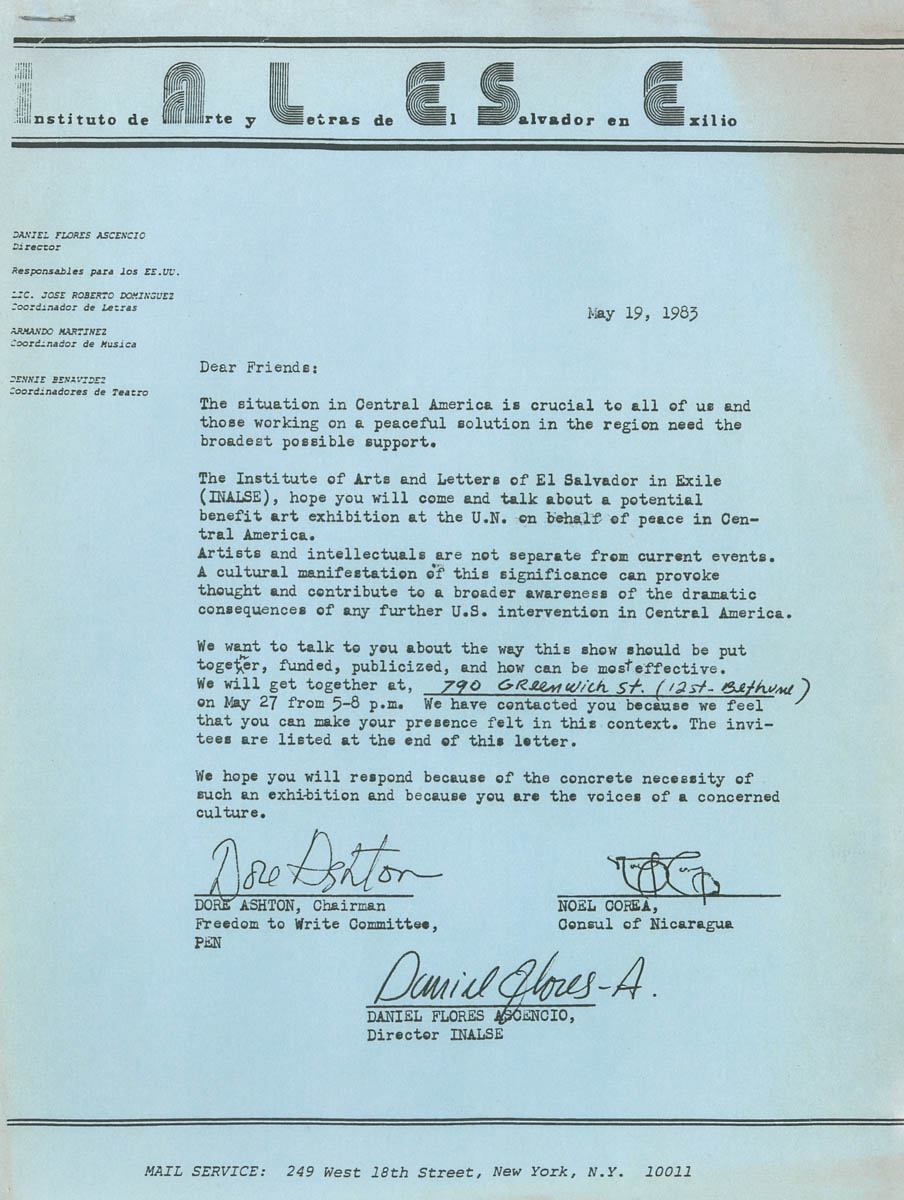 Instituto de Arte y Letras de El Salvador en Exilio
DANIEL FLORES ASCENCIO
Director
Responsables para los EE.UU.
LIC. JOSE ROBERTO DOMINGUEZ
Coordinador de Letras
ARMANDO MARTINEZ
Coordinador de Musica
DENNIE BENAVIDEZ
Coordinadores de Teatro
May 19, 1983
Dear Friends:
The situation in Central America is crucial to all of us and
those working on a peaceful solution in the region need the
broadest possible support.
The Institute of Arts and Letters of El Salvador in Exile
(INALSE), hope you will come and talk about a potential
benefit art exhibition at the U.N. on behalf of peace in Cen-
tral America.
Artists and intellectuals are not separate from current events.
A cultural manifestation of this significance can provoke
thought and contribute to a broader awareness of the dramatic
consequences of any further U.S. intervention in Central America.
We want to talk to you about the way this show should be put
together, funded, publicized, and how can be most effective.
We will get together at, 790 GReenwich St. (12st-Bethune)
on May 27 from 5-8 p.m. We have contacted you because we feel
that you can make your presence felt in this context. The invi-
tees are listed at the end of this letter.
We hope you will respond because of the concrete necessity of
such an exhibition and because you are the voices of a concerned
culture.
Dore Ashton
DORE ASHTON, Chairman
Freedom to Write Committee,
PEN
NOEL COREA,
Consul of Nicaragua
Daniel Flores-A.
DANIEL FLORES ASCENCIO,
Director INALSE
MAIL SERVICE: 249 West 18th Street, New York, N.Y. 10011